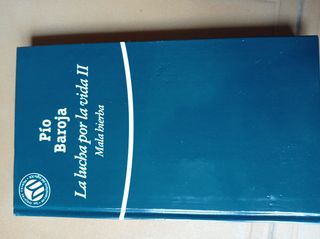 Pío
Baroja
La lucha por la vida II
Mala hierba